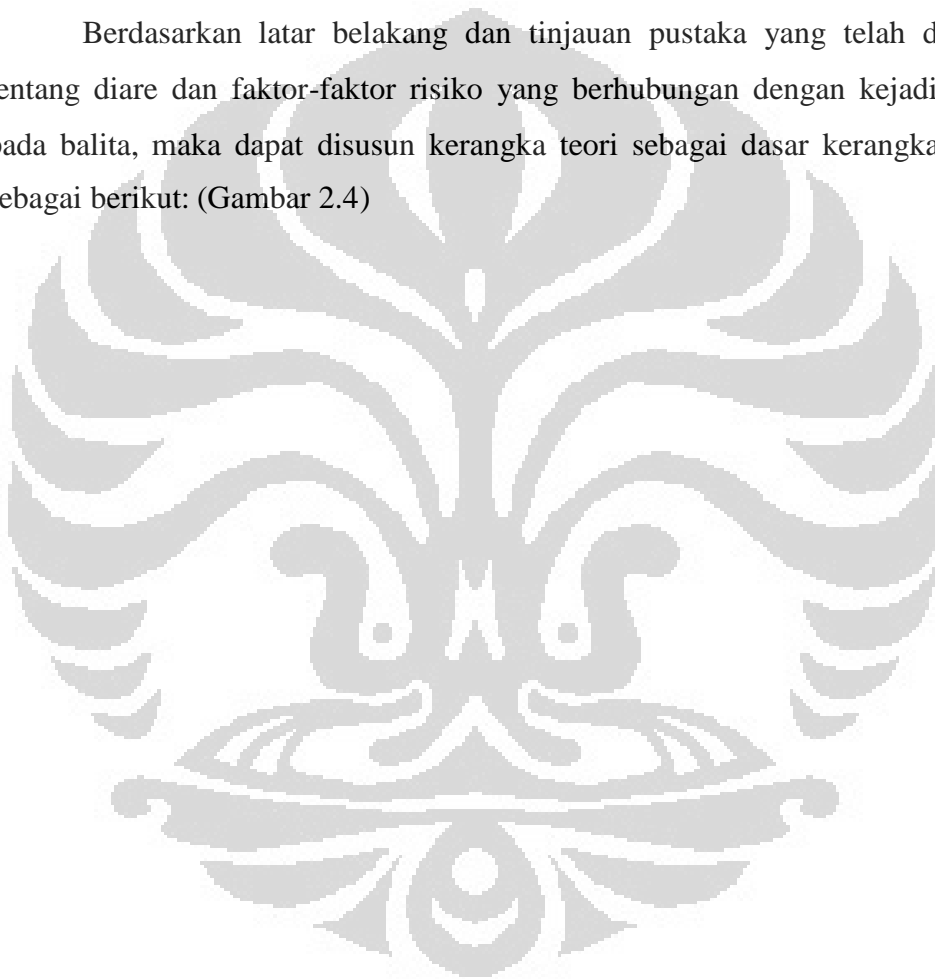 Berdasarkan latar belakang dan tinjauan pustaka yang telah d
entang diare dan faktor-faktor risiko yang berhubungan dengan kejadi
pada balita, maka dapat disusun kerangka teori sebagai dasar kerangka
ebagai berikut: (Gambar 2.4)